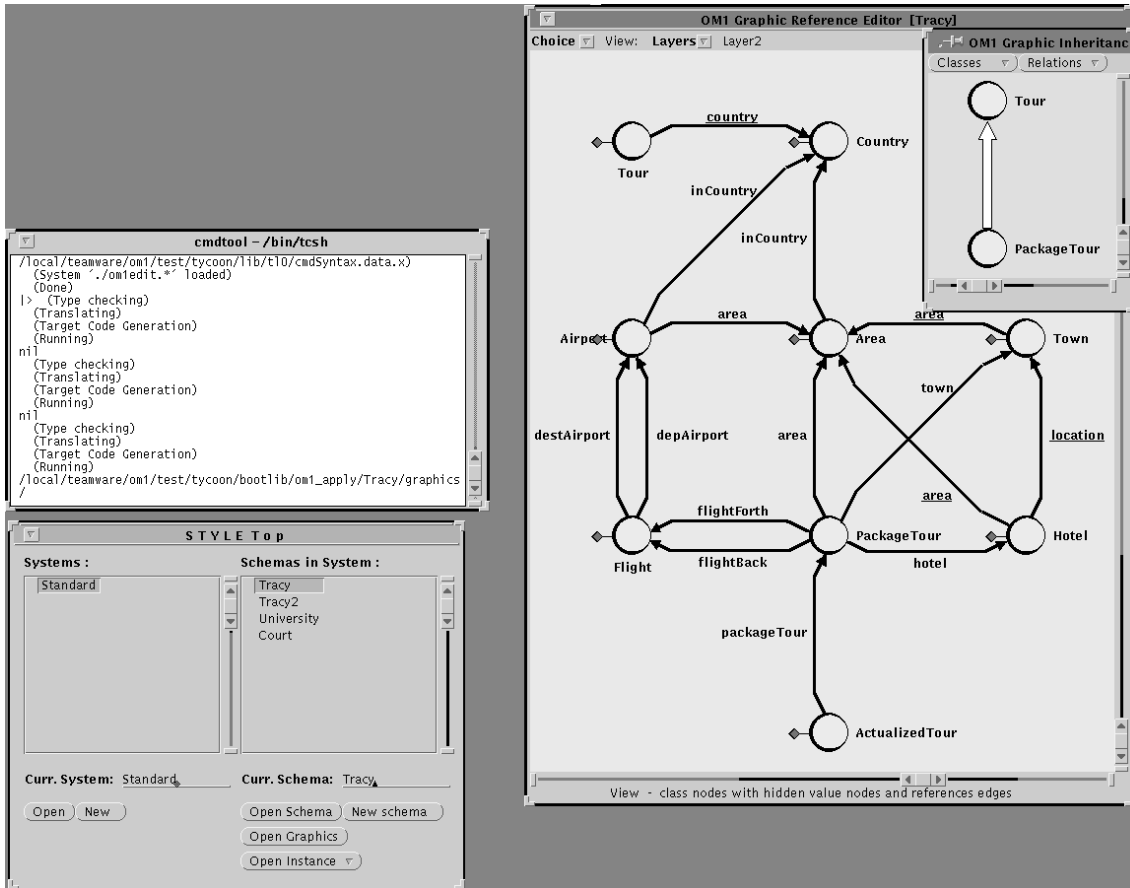 cmdtool - /bin/tcsh
/local/teamware/om1/test/tycoon/lib/tl0/cmdSyntax.data.x)
(System ´./om1edit.*´ loaded)
(Done)
|> (Type checking)
(Translating)
(Target Code Generation)
(Running)
nil
(Type checking)
(Translating)
(Target Code Generation)
(Running)
nil
(Type checking)
(Translating)
(Target Code Generation)
(Running)
/local/teamware/om1/test/tycoon/bootlib/om1_apply/Tracy/graphics
/
STYLE Top
Systems :
Schemas in System :
Standard
Tracy
Tracy2
University
Court
Curr. System: Standard
Curr. Schema: Tracy
Open
New
Open Schema
New schema
Open Graphics
Open Instance
OM1 Graphic Reference Editor [Tracy]
Choice
View:
Layers
Layer2
country
Tour
Country
inCountry
inCountry
area
area
Airport
Area
Town
town
destAirport
depAirport
area
location
area
flightForth
flightBack
Flight
PackageTour
hotel
Hotel
packageTour
ActualizedTour
View - class nodes with hidden value nodes and references edges
OM1 Graphic Inheritanc
Classes
Relations
Tour
PackageTour